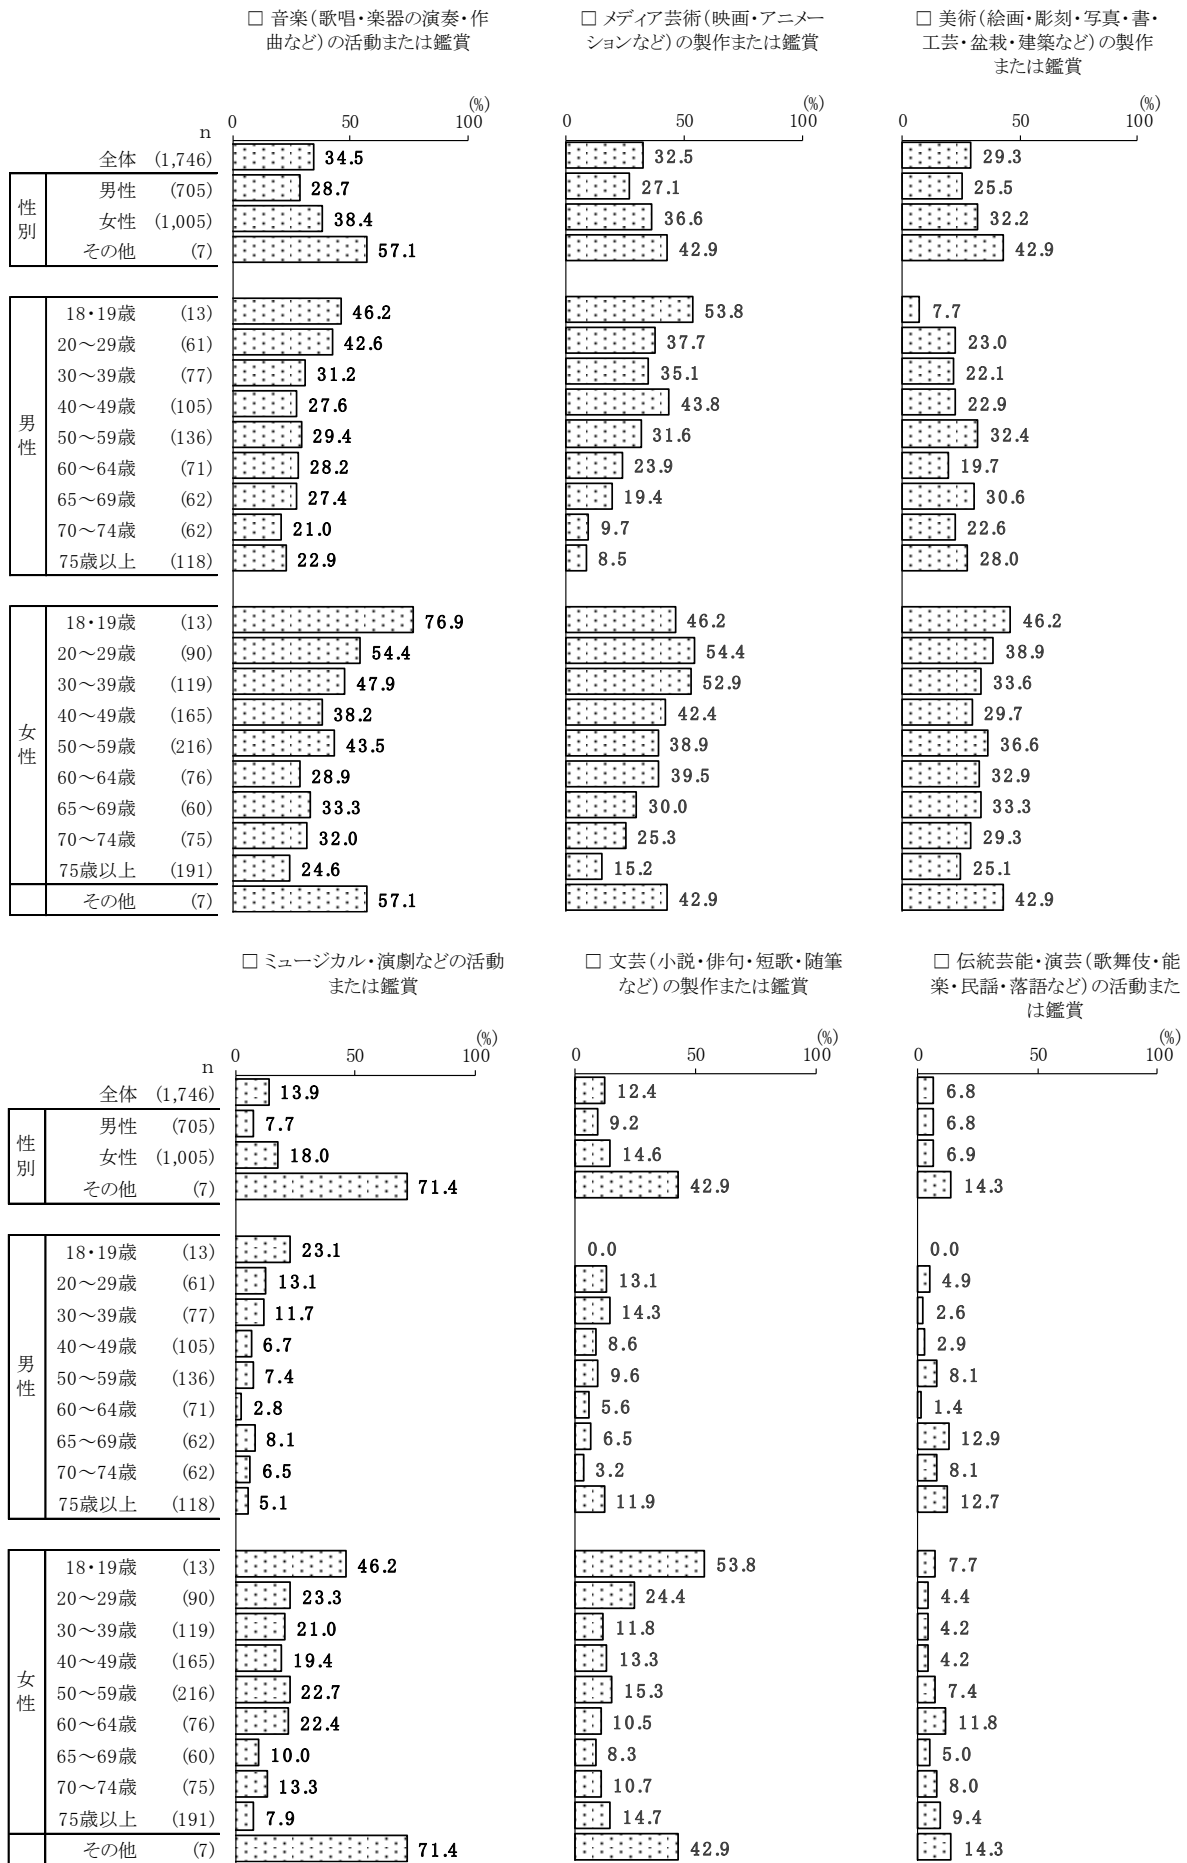 □ 音楽(歌唱・楽器の演奏・作
曲など)の活動または鑑賞
□ メディア芸術(映画・アニメー
ションなど)の製作または鑑賞
□ 美術(絵画・彫刻・写真・書・
工芸・盆栽・建築など)の製作
または鑑賞
(%) (%) (%)
n 0 50 100 0 50 100 0 50 100
全体 (1,746) 34.5 32.5 29.3
性別
男性 (705) 28.7 27.1 25.5
女性 (1,005) 38.4 36.6 32.2
その他 (7) 57.1 42.9 42.9
男性
18・19歳 (13) 46.2 53.8 7.7
20～29歳 (61) 42.6 37.7 23.0
30～39歳 (77) 31.2 35.1 22.1
40～49歳 (105) 27.6 43.8 22.9
50～59歳 (136) 29.4 31.6 32.4
60～64歳 (71) 28.2 23.9 19.7
65～69歳 (62) 27.4 19.4 30.6
70～74歳 (62) 21.0 9.7 22.6
75歳以上 (118) 22.9 8.5 28.0
女性
18・19歳 (13) 76.9 46.2 46.2
20～29歳 (90) 54.4 54.4 38.9
30～39歳 (119) 47.9 52.9 33.6
40～49歳 (165) 38.2 42.4 29.7
50～59歳 (216) 43.5 38.9 36.6
60～64歳 (76) 28.9 39.5 32.9
65～69歳 (60) 33.3 30.0 33.3
70～74歳 (75) 32.0 25.3 29.3
75歳以上 (191) 24.6 15.2 25.1
その他 (7) 57.1 42.9 42.9
□ ミュージカル・演劇などの活動
または鑑賞
□ 文芸(小説・俳句・短歌・随筆
など)の製作または鑑賞
□ 伝統芸能・演芸(歌舞伎・能
楽・民謡・落語など)の活動また
は鑑賞
(%) (%) (%)
n 0 50 100 0 50 100 0 50 100
全体 (1,746) 13.9 12.4 6.8
性別
男性 (705) 7.7 9.2 6.8
女性 (1,005) 18.0 14.6 6.9
その他 (7) 71.4 42.9 14.3
男性
18・19歳 (13) 23.1 0.0 0.0
20～29歳 (61) 13.1 13.1 4.9
30～39歳 (77) 11.7 14.3 2.6
40～49歳 (105) 6.7 8.6 2.9
50～59歳 (136) 7.4 9.6 8.1
60～64歳 (71) 2.8 5.6 1.4
65～69歳 (62) 8.1 6.5 12.9
70～74歳 (62) 6.5 3.2 8.1
75歳以上 (118) 5.1 11.9 12.7
女性
18・19歳 (13) 46.2 53.8 7.7
20～29歳 (90) 23.3 24.4 4.4
30～39歳 (119) 21.0 11.8 4.2
40～49歳 (165) 19.4 13.3 4.2
50～59歳 (216) 22.7 15.3 7.4
60～64歳 (76) 22.4 10.5 11.8
65～69歳 (60) 10.0 8.3 5.0
70～74歳 (75) 13.3 10.7 8.0
75歳以上 (191) 7.9 14.7 9.4
その他 (7) 71.4 42.9 14.3